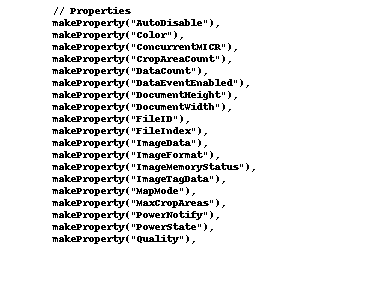 // Properties
makeProperty("AutoDisable"),
makeProperty("Color"),
makeProperty("ConcurrentMICR"),
makeProperty("CropAreaCount"),
makeProperty("DataCount"),
makeProperty("DataEventEnabled"),
makeProperty("DocumentHeight"),
makeProperty("DocumentWidth"),
makeProperty("FileID"),
makeProperty("FileIndex"),
makeProperty("ImageData"),
makeProperty("ImageFormat"),
makeProperty("ImageMemoryStatus"),
makeProperty("ImageTagData"),
makeProperty("MapMode"),
makeProperty("MaxCropAreas"),
makeProperty("PowerNotify"),
makeProperty("PowerState"),
makeProperty("Quality"),